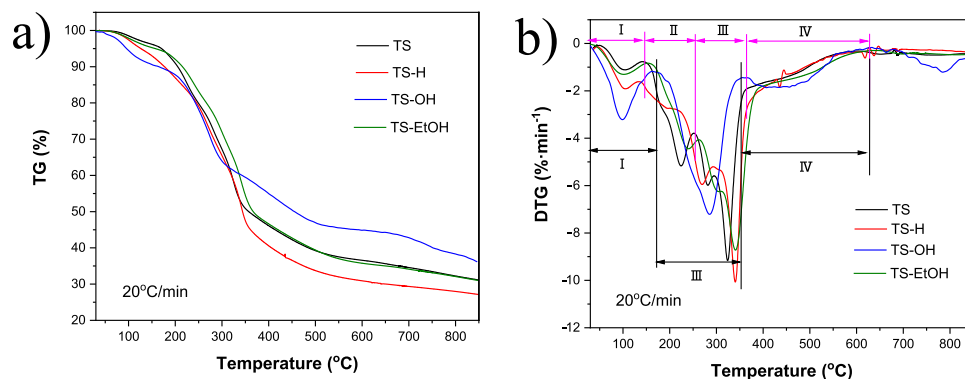 a)
TG (%)
100
90
80
70
60
50
40
30
20
TS
TS-H
TS-OH
TS-EtOH
20°C/min
100 200 300 400 500 600 700 800
Temperature (°C)
b)
DTG (%·min⁻¹)
0
−2
−4
−6
−8
−10
−12
I II III IV
I IV
III
TS
TS-H
TS-OH
TS-EtOH
20°C/min
100 200 300 400 500 600 700 800
Temperature (°C)